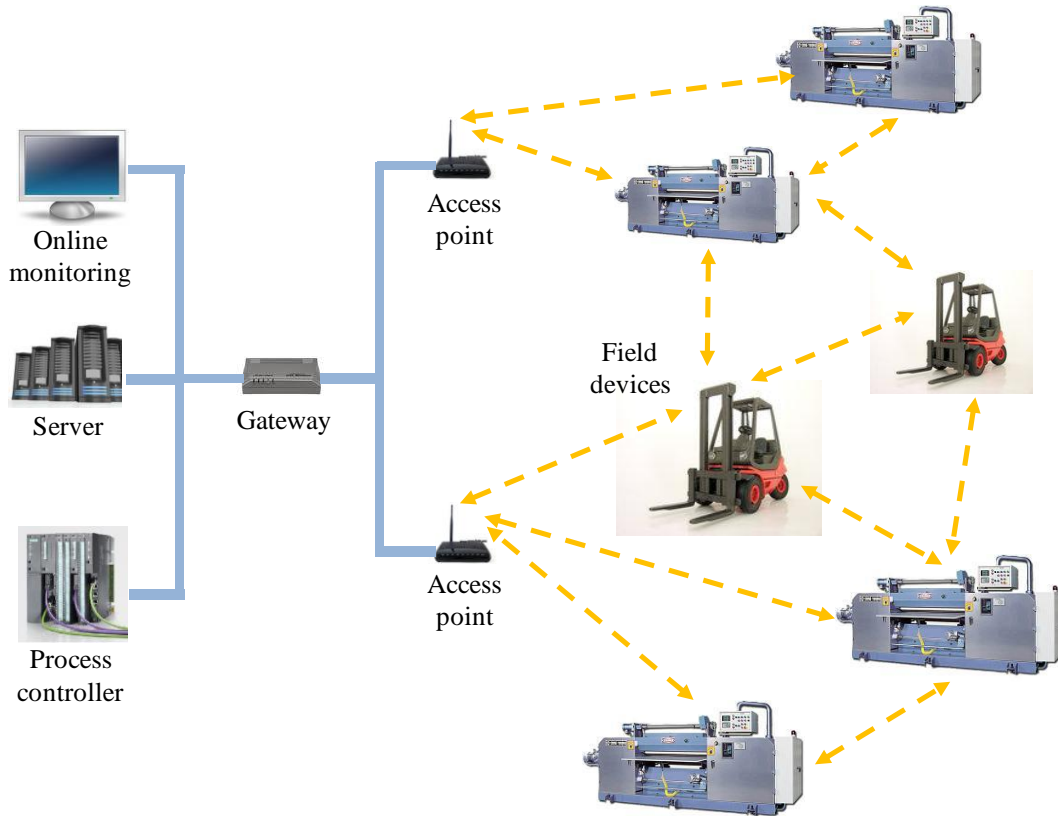 Online
monitoring
Server
Process
controller
Gateway
Access
point
Access
point
Field
devices